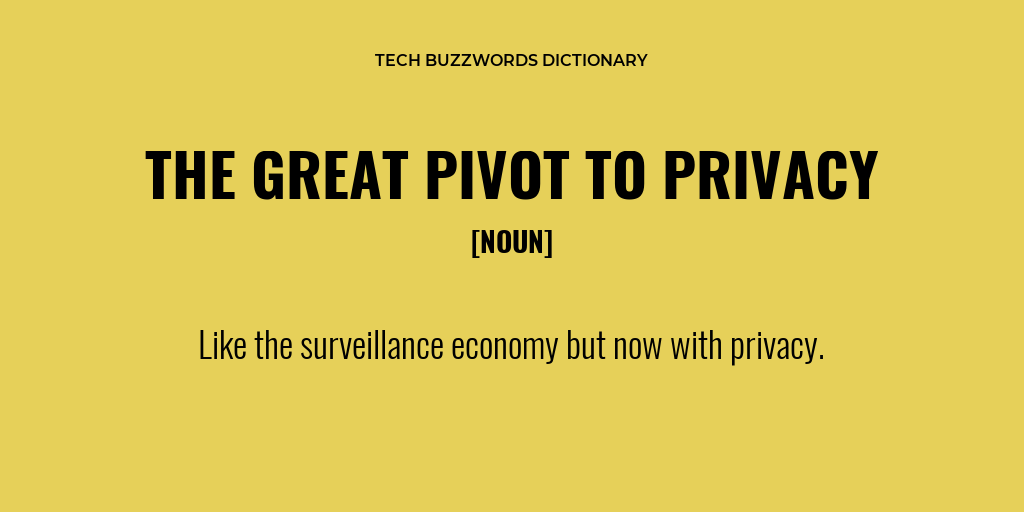 TECH BUZZWORDS DICTIONARY
THE GREAT PIVOT TO PRIVACY
[NOUN]
Like the surveillance economy but now with privacy.